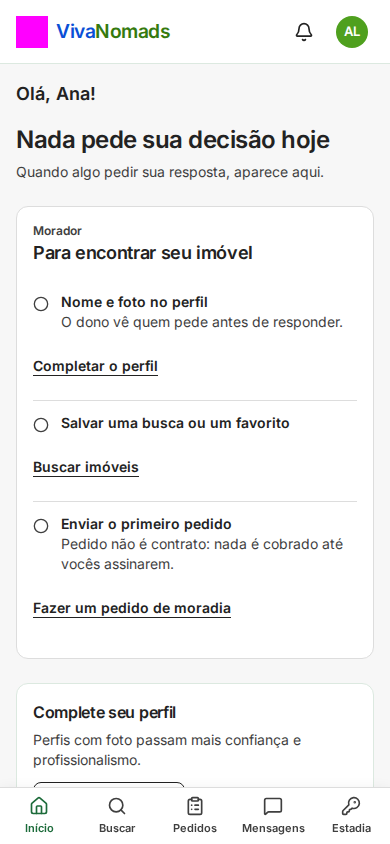 VivaNomads
AL
Olá, Ana!
Nada pede sua decisão hoje
Quando algo pedir sua resposta, aparece aqui.
Morador
Para encontrar seu imóvel
Nome e foto no perfil
O dono vê quem pede antes de responder.
Completar o perfil
Salvar uma busca ou um favorito
Buscar imóveis
Enviar o primeiro pedido
Pedido não é contrato: nada é cobrado até
vocês assinarem.
Fazer um pedido de moradia
Complete seu perfil
Perfis com foto passam mais confiança e
profissionalismo.
Início
Buscar
Pedidos
Mensagens
Estadia